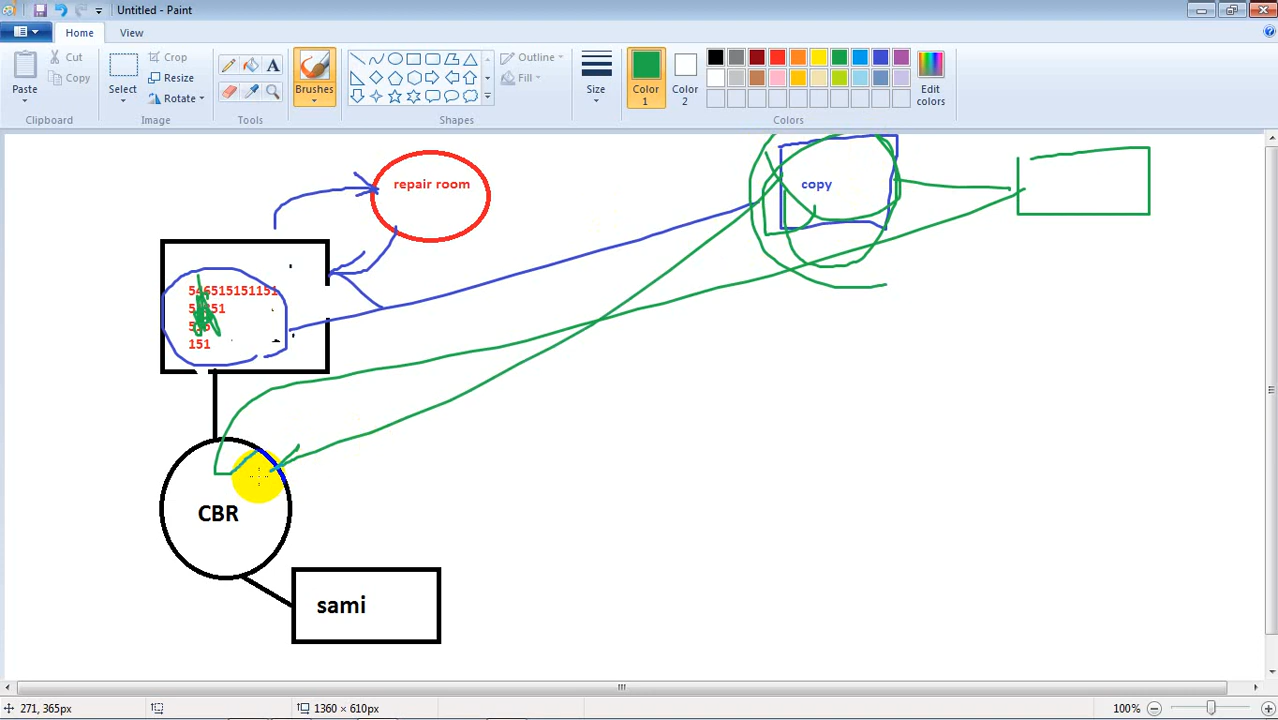 Untitled - Paint
Home
View
Paste
Cut
Copy
Clipboard
Select
Crop
Resize
Rotate
Image
Tools
Brushes
Shapes
Outline
Fill
Size
Color 1
Color 2
Edit colors
Colors
repair room
copy
546515151151
151
CBR
sami
271, 365px
1360 × 610px
100%